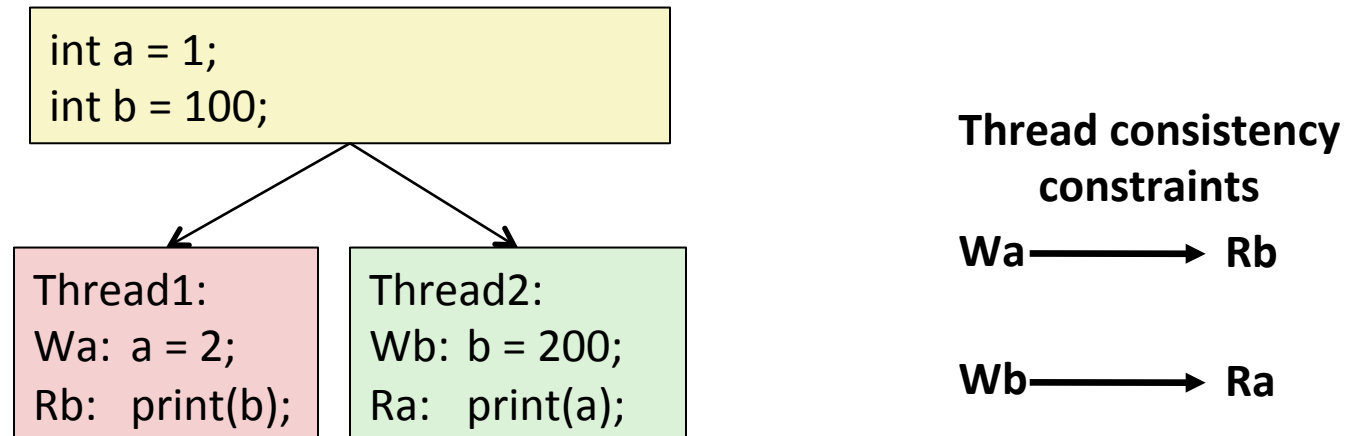 int a = 1;
int b = 100;
Thread consistency
constraints
Wa Rb
Wb Ra
Thread1:
Wa: a = 2;
Rb: print(b);
Thread2:
Wb: b = 200;
Ra: print(a);